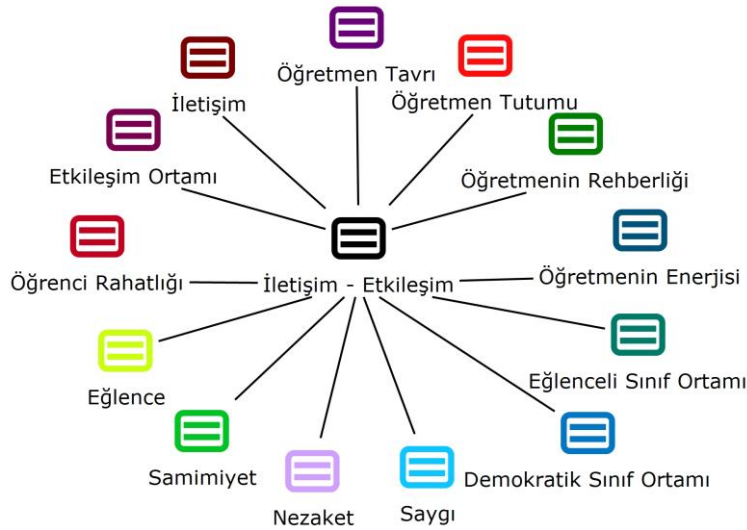 Öğretmen Tavrı
Öğretmen Tutumu
İletişim
Etkileşim Ortamı
Öğretmenin Rehberliği
Öğrenci Rahatlığı
İletişim - Etkileşim
Öğretmenin Enerjisi
Eğlence
Eğlenceli Sınıf Ortamı
Samimiyet
Demokratik Sınıf Ortamı
Nezaket
Saygı